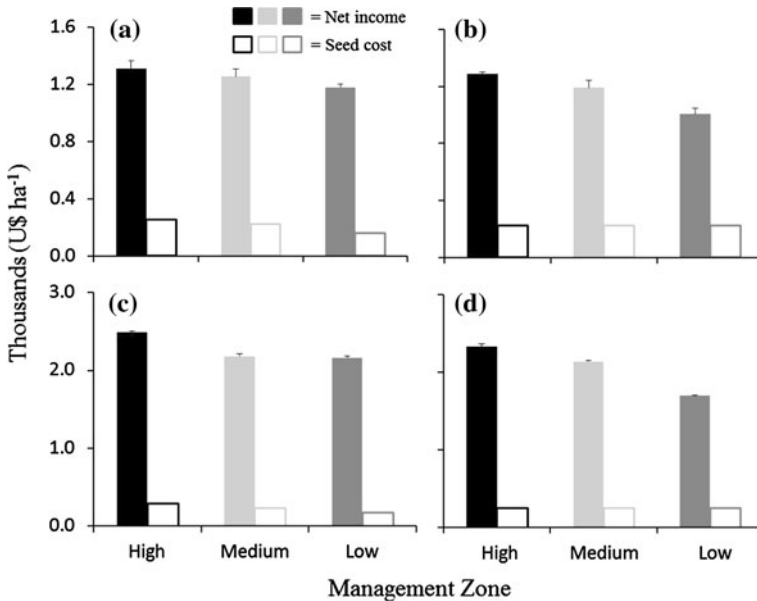 (a)
= Net income
= Seed cost
(b)
1.6
1.2
0.8
0.4
0.0
Thousands (U$ ha-1)
(c)
(d)
3.0
2.0
1.0
0.0
High Medium Low
High Medium Low
Management Zone